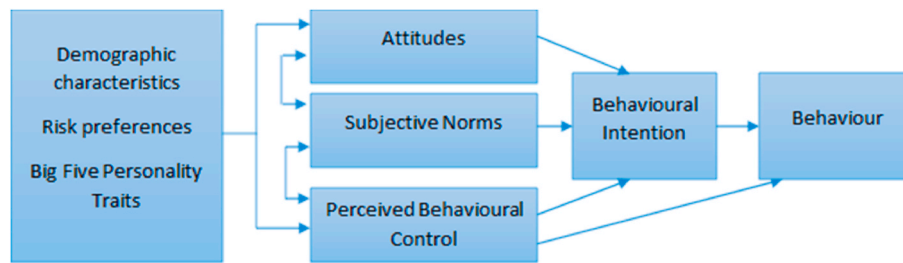 Demographic
characteristics
Risk preferences
Big Five Personality
Traits
Attitudes
Subjective Norms
Perceived Behavioural
Control
Behavioural
Intention
Behaviour